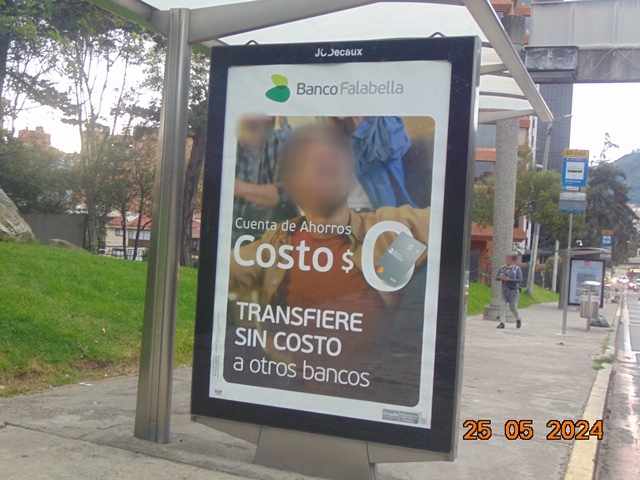 JCDecaux
Banco Falabella
Cuenta de Ahorros
Costo $0
TRANSFIERE
SIN COSTO
a otros bancos
25 05 2024